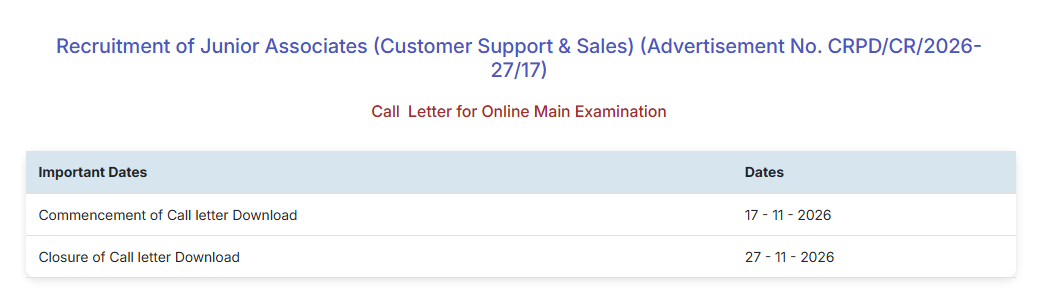 Recruitment of Junior Associates (Customer Support & Sales) (Advertisement No. CRPD/CR/2026-
27/17)
Call Letter for Online Main Examination
Important Dates Dates
Commencement of Call letter Download 17 - 11 - 2026
Closure of Call letter Download 27 - 11 - 2026